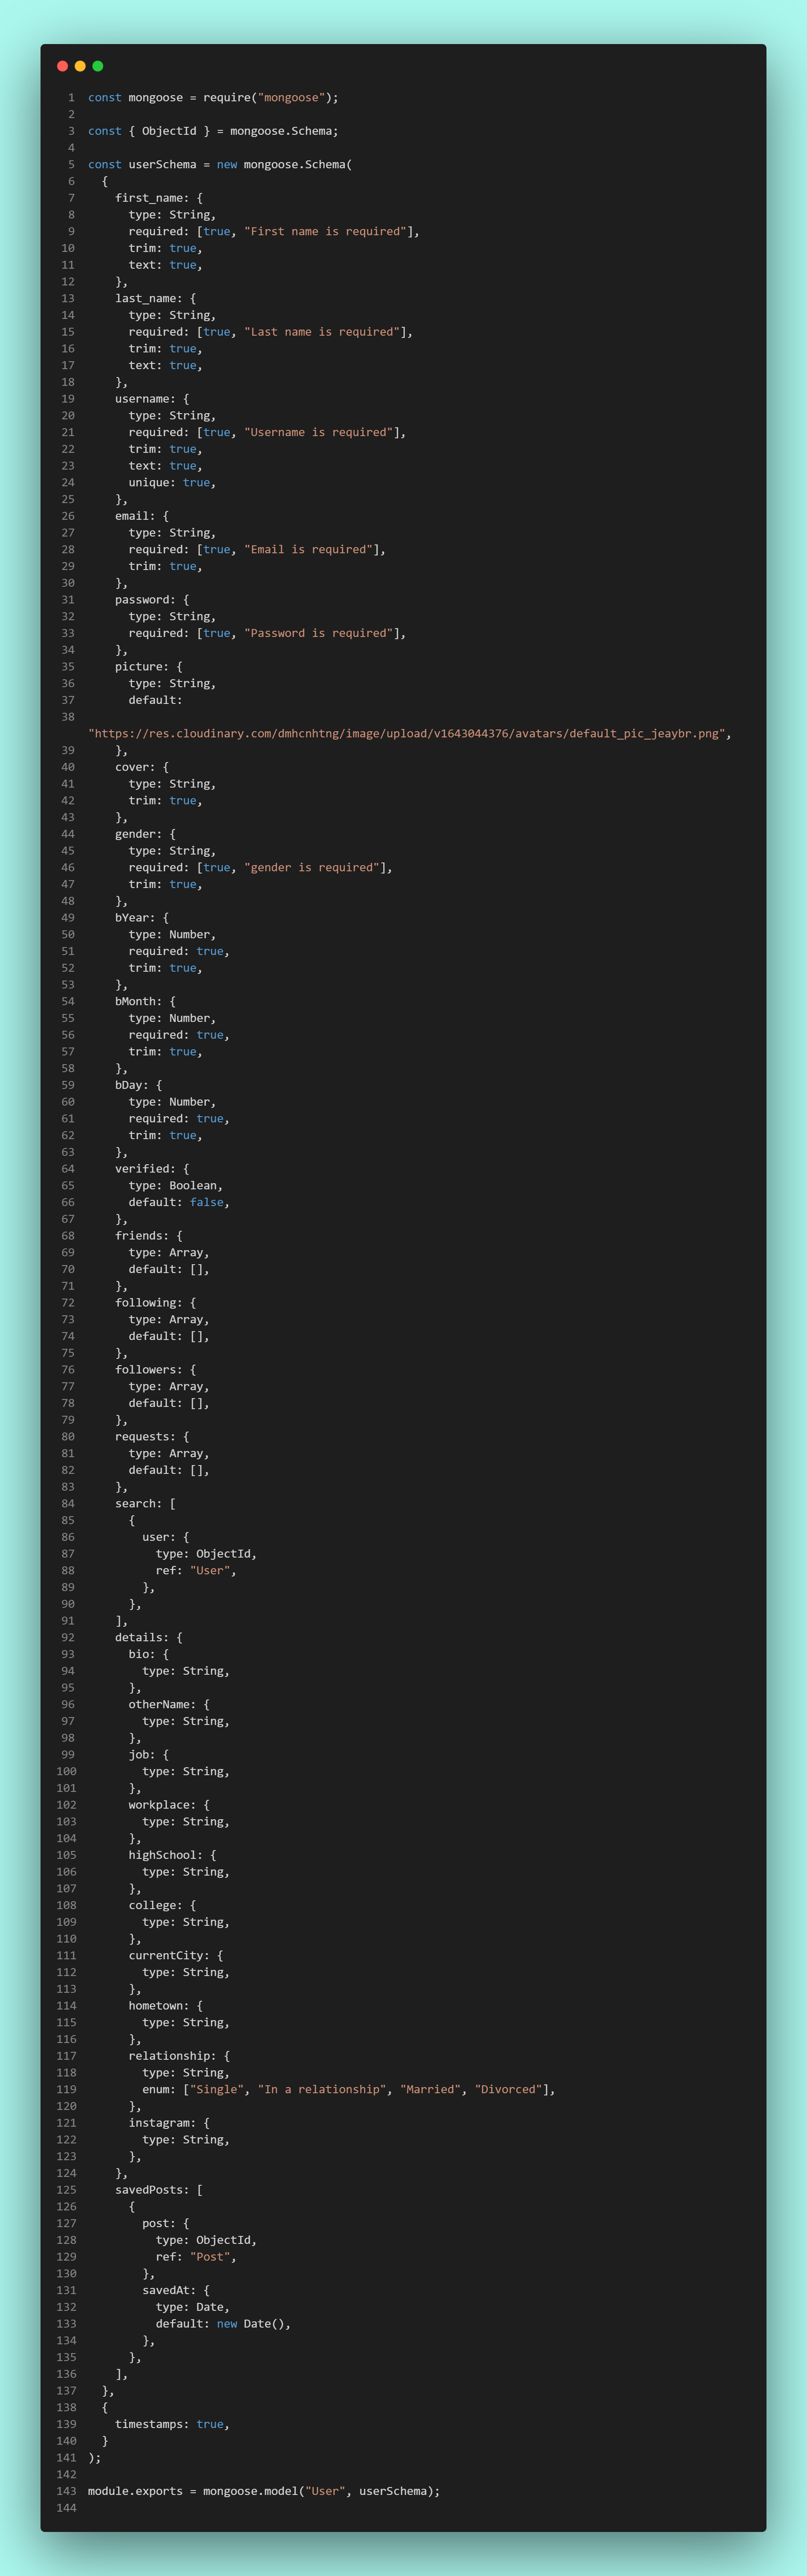 1 const mongoose = require("mongoose");
2
3 const { ObjectId } = mongoose.Schema;
4
5 const userSchema = new mongoose.Schema(
6   {
7     first_name: {
8       type: String,
9       required: [true, "First name is required"],
10       trim: true,
11       text: true,
12     },
13     last_name: {
14       type: String,
15       required: [true, "Last name is required"],
16       trim: true,
17       text: true,
18     },
19     username: {
20       type: String,
21       required: [true, "Username is required"],
22       trim: true,
23       text: true,
24       unique: true,
25     },
26     email: {
27       type: String,
28       required: [true, "Email is required"],
29       trim: true,
30     },
31     password: {
32       type: String,
33       required: [true, "Password is required"],
34     },
35     picture: {
36       type: String,
37       default:
38
"https://res.cloudinary.com/dmhcnhtng/image/upload/v1643044376/avatars/default_pic_jeaybr.png",
39     },
40     cover: {
41       type: String,
42       trim: true,
43     },
44     gender: {
45       type: String,
46       required: [true, "gender is required"],
47       trim: true,
48     },
49     bYear: {
50       type: Number,
51       required: true,
52       trim: true,
53     },
54     bMonth: {
55       type: Number,
56       required: true,
57       trim: true,
58     },
59     bDay: {
60       type: Number,
61       required: true,
62       trim: true,
63     },
64     verified: {
65       type: Boolean,
66       default: false,
67     },
68     friends: {
69       type: Array,
70       default: [],
71     },
72     following: {
73       type: Array,
74       default: [],
75     },
76     followers: {
77       type: Array,
78       default: [],
79     },
80     requests: {
81       type: Array,
82       default: [],
83     },
84     search: [
85       {
86         user: {
87           type: ObjectId,
88           ref: "User",
89         },
90       },
91     ],
92     details: {
93       bio: {
94         type: String,
95       },
96       otherName: {
97         type: String,
98       },
99       job: {
100         type: String,
101       },
102       workplace: {
103         type: String,
104       },
105       highSchool: {
106         type: String,
107       },
108       college: {
109         type: String,
110       },
111       currentCity: {
112         type: String,
113       },
114       hometown: {
115         type: String,
116       },
117       relationship: {
118         type: String,
119         enum: ["Single", "In a relationship", "Married", "Divorced"],
120       },
121       instagram: {
122         type: String,
123       },
124     },
125     savedPosts: [
126       {
127         post: {
128           type: ObjectId,
129           ref: "Post",
130         },
131         savedAt: {
132           type: Date,
133           default: new Date(),
134         },
135       },
136     ],
137   },
138   {
139     timestamps: true,
140   }
141 );
142
143 module.exports = mongoose.model("User", userSchema);
144